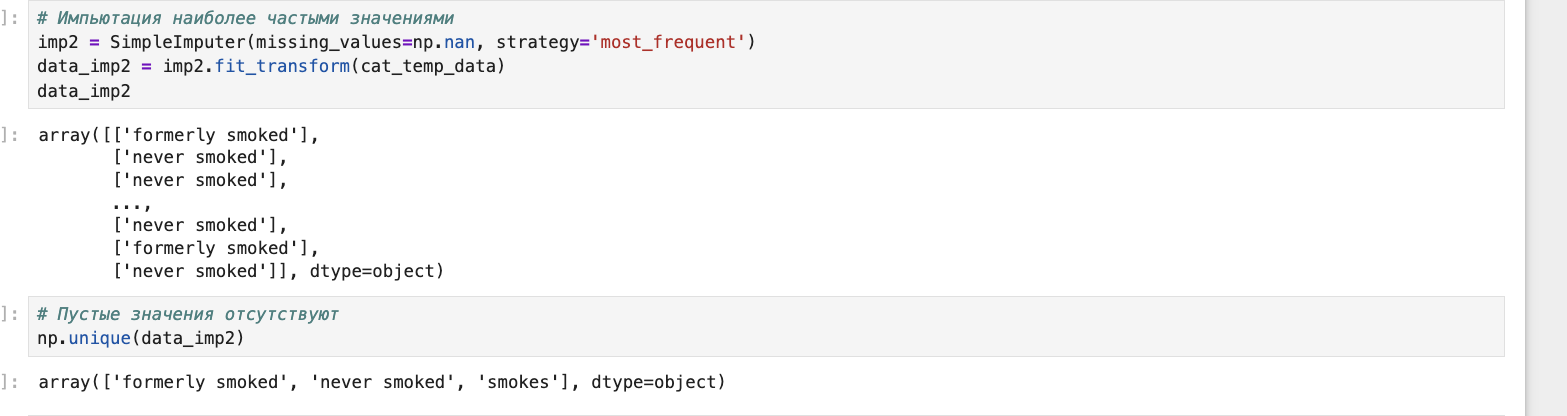 ]: # Импьютация наиболее частыми значениями
imp2 = SimpleImputer(missing_values=np.nan, strategy='most_frequent')
data_imp2 = imp2.fit_transform(cat_temp_data)
data_imp2
]: array([['formerly smoked'],
['never smoked'],
['never smoked'],
...,
['never smoked'],
['formerly smoked'],
['never smoked']], dtype=object)
]: # Пустые значения отсутствуют
np.unique(data_imp2)
]: array(['formerly smoked', 'never smoked', 'smokes'], dtype=object)